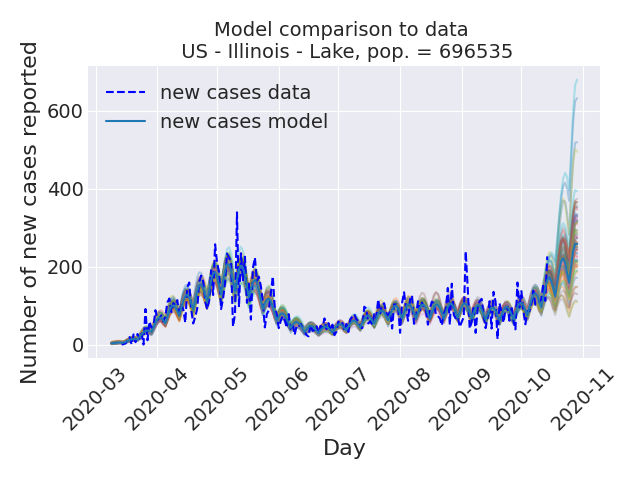 Model comparison to data
US - Illinois - Lake, pop. = 696535
new cases data
new cases model
Number of new cases reported
600
400
200
0
2020-03
2020-04
2020-05
2020-06
2020-07
2020-08
2020-09
2020-10
2020-11
Day